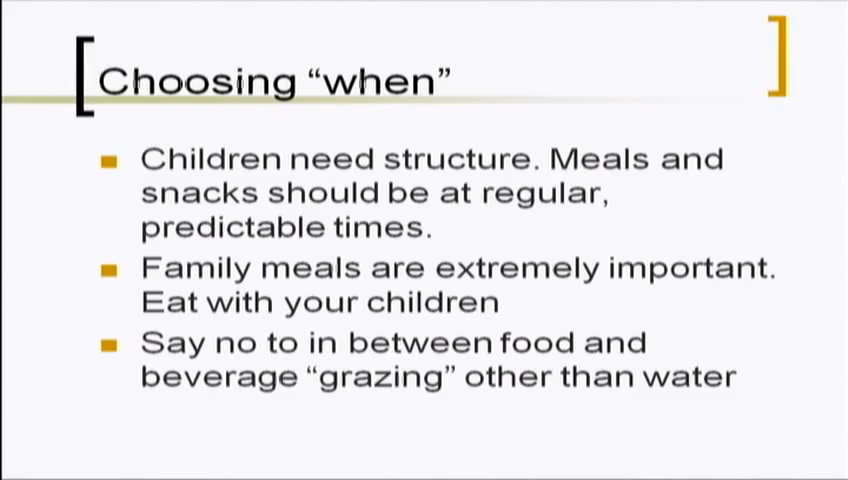 Choosing “when”
Children need structure. Meals and
snacks should be at regular,
predictable times.
Family meals are extremely important.
Eat with your children
Say no to in between food and
beverage “grazing” other than water